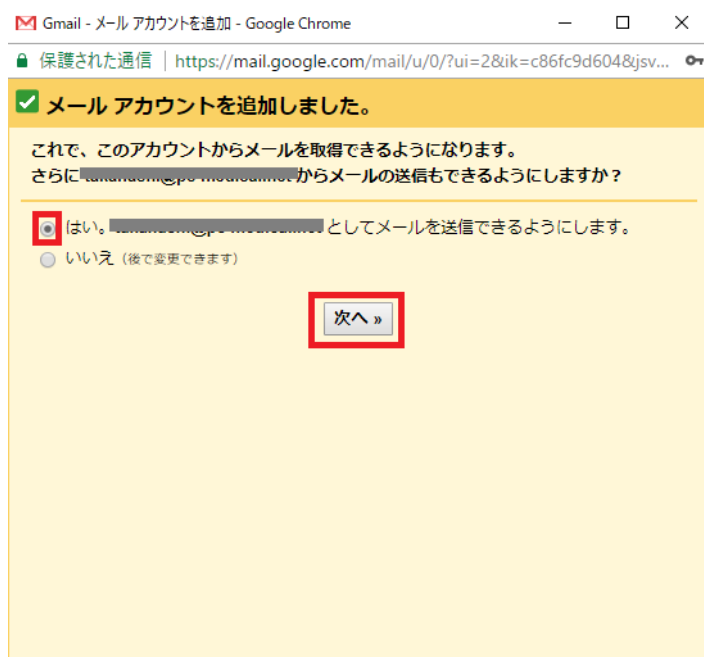 Gmail - メール アカウントを追加 - Google Chrome
保護された通信 | https://mail.google.com/mail/u/0/?ui=2&ik=c86fc9d604&jsv...
メール アカウントを追加しました。
これで、このアカウントからメールを取得できるようになります。
さらに からメールの送信もできるようにしますか？
はい。 としてメールを送信できるようにします。
いいえ（後で変更できます）
次へ »